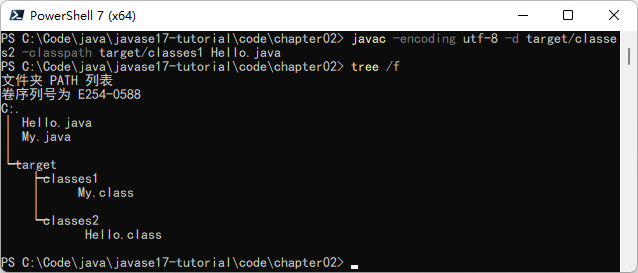 PowerShell 7 (x64)
PS C:\Code\java\javase17-tutorial\code\chapter02> javac -encoding utf-8 -d target/classe
s2 -classpath target/classes1 Hello.java
PS C:\Code\java\javase17-tutorial\code\chapter02> tree /f
文件夹 PATH 列表
卷序列号为 E254-0588
C:.
│  Hello.java
│  My.java
│
└─target
    ├─classes1
    │      My.class
    │
    └─classes2
            Hello.class
PS C:\Code\java\javase17-tutorial\code\chapter02>